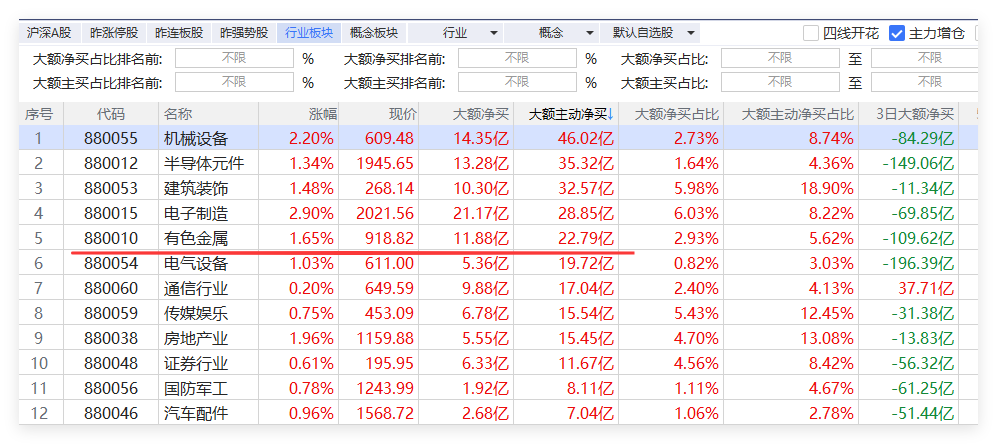 沪深A股 昨涨停股 昨连板股 昨强势股 行业板块 概念板块 行业 概念 默认自选股 四线开花 主力增仓
大额净买占比排名前: 不限 % 大额净买排名前: 不限 % 大额净买占比: 不限 至 不限
大额主买占比排名前: 不限 % 大额主买排名前: 不限 % 大额主买占比: 不限 至 不限
序号 代码 名称 涨幅 现价 大额净买 大额主动净买↓ 大额净买占比 大额主动净买占比 3日大额净买
1 880055 机械设备 2.20% 609.48 14.35亿 46.02亿 2.73% 8.74% -84.29亿
2 880012 半导体元件 1.34% 1945.65 13.28亿 35.32亿 1.64% 4.36% -149.06亿
3 880053 建筑装饰 1.48% 268.14 10.30亿 32.57亿 5.98% 18.90% -11.34亿
4 880015 电子制造 2.90% 2021.56 21.17亿 28.85亿 6.03% 8.22% -69.85亿
5 880010 有色金属 1.65% 918.82 11.88亿 22.79亿 2.93% 5.62% -109.62亿
6 880054 电气设备 1.03% 611.00 5.36亿 19.72亿 0.82% 3.03% -196.39亿
7 880060 通信行业 0.20% 649.59 9.88亿 17.04亿 2.40% 4.13% 37.71亿
8 880059 传媒娱乐 0.75% 453.09 6.78亿 15.54亿 5.43% 12.45% -31.38亿
9 880038 房地产业 1.96% 1159.88 5.55亿 15.45亿 4.70% 13.08% -13.83亿
10 880048 证券行业 0.61% 195.95 6.33亿 11.67亿 4.56% 8.42% -56.32亿
11 880056 国防军工 0.78% 1243.99 1.92亿 8.11亿 1.11% 4.67% -61.25亿
12 880046 汽车配件 0.96% 1568.72 2.68亿 7.04亿 1.06% 2.78% -51.44亿